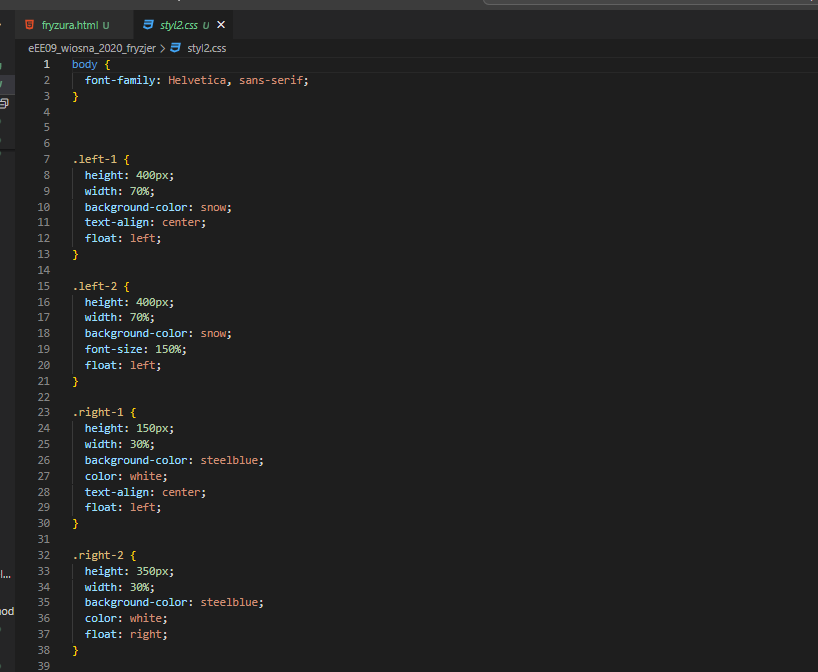 fryzura.html U
styl2.css U ×
eEE09_wiosna_2020_fryzjer > styl2.css
1 body {
2 font-family: Helvetica, sans-serif;
3 }
4
5
6
7 .left-1 {
8 height: 400px;
9 width: 70%;
10 background-color: snow;
11 text-align: center;
12 float: left;
13 }
14
15 .left-2 {
16 height: 400px;
17 width: 70%;
18 background-color: snow;
19 font-size: 150%;
20 float: left;
21 }
22
23 .right-1 {
24 height: 150px;
25 width: 30%;
26 background-color: steelblue;
27 color: white;
28 text-align: center;
29 float: left;
30 }
31
32 .right-2 {
33 height: 350px;
34 width: 30%;
35 background-color: steelblue;
36 color: white;
37 float: right;
38 }
39
l...
od